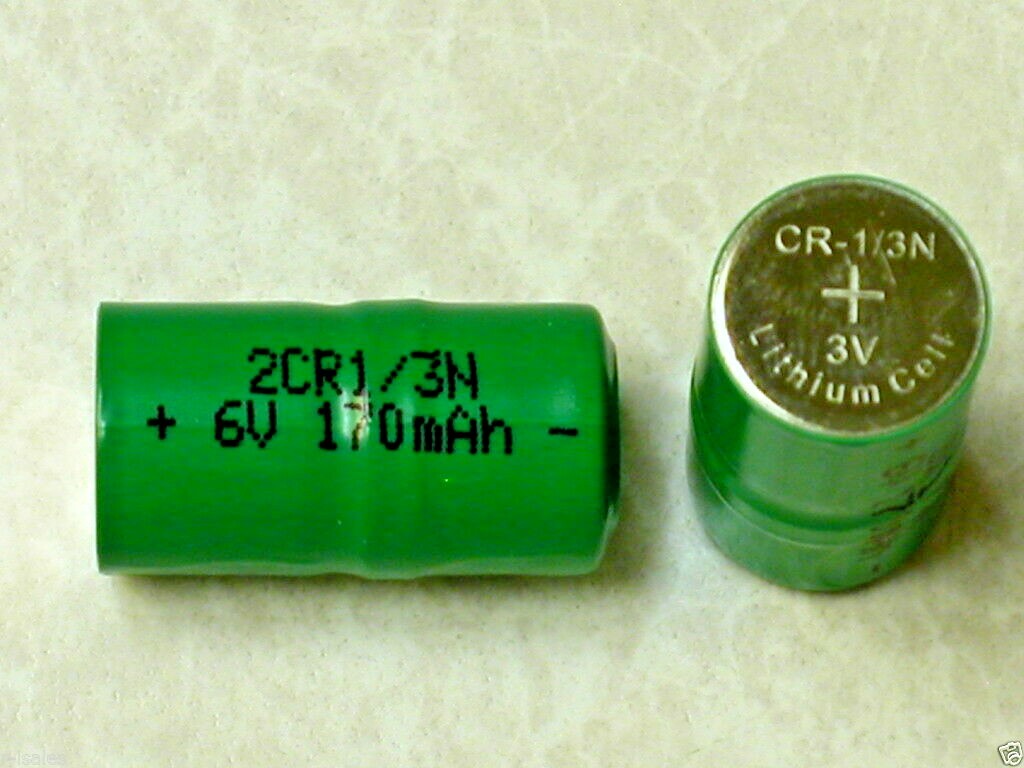 2CR1/3N
+ 6V 170mAh -
CR-1/3N
+
3V
Lithium Cell